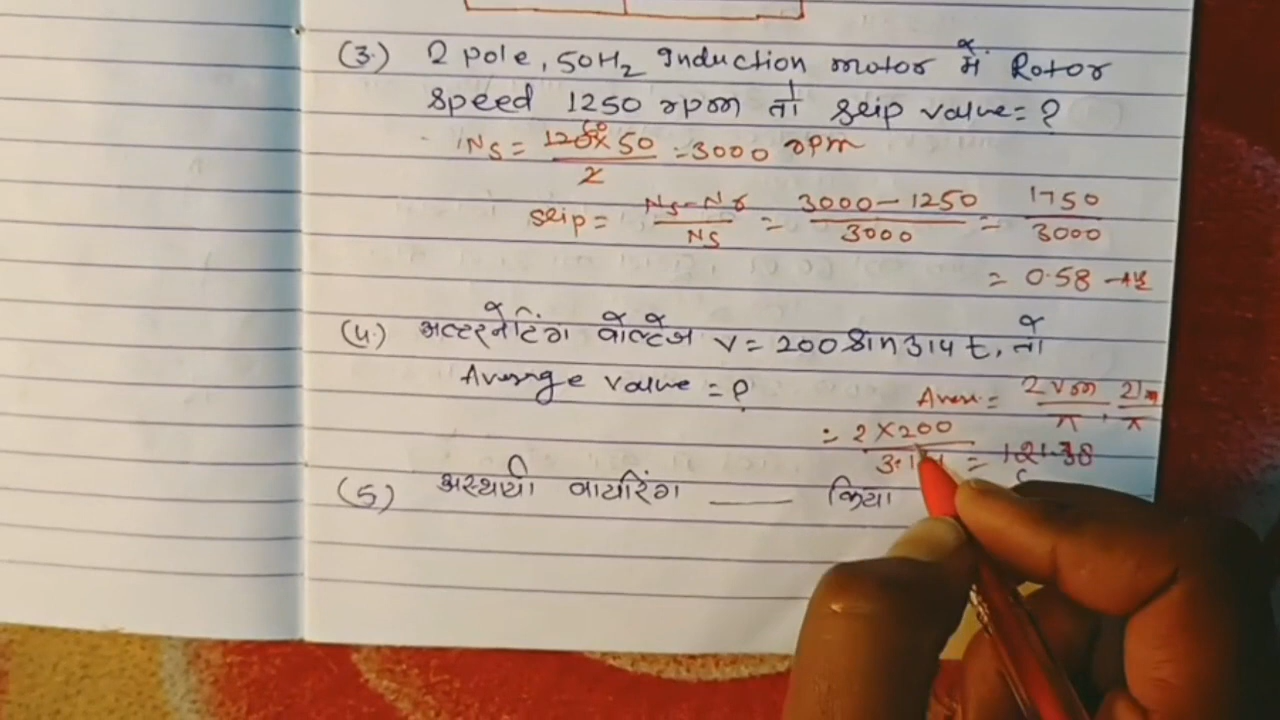 (3.) 2 pole, 50Hz Induction motor में Rotor
speed 1250 rpm तो slip value = ?
Ns = 120 × 50 / 2 = 3000 rpm
slip = Ns - Nr / Ns = 3000 - 1250 / 3000 = 1750 / 3000
= 0.58
(4.) अल्टरनेटिंग वोल्टेज V = 200 Sin 314 t, तो
Average value = ?
= 2Vm / π , 2Im / π
= 2 × 200 / 3.14
(5) अस्थायी वायरिंग ____ किया